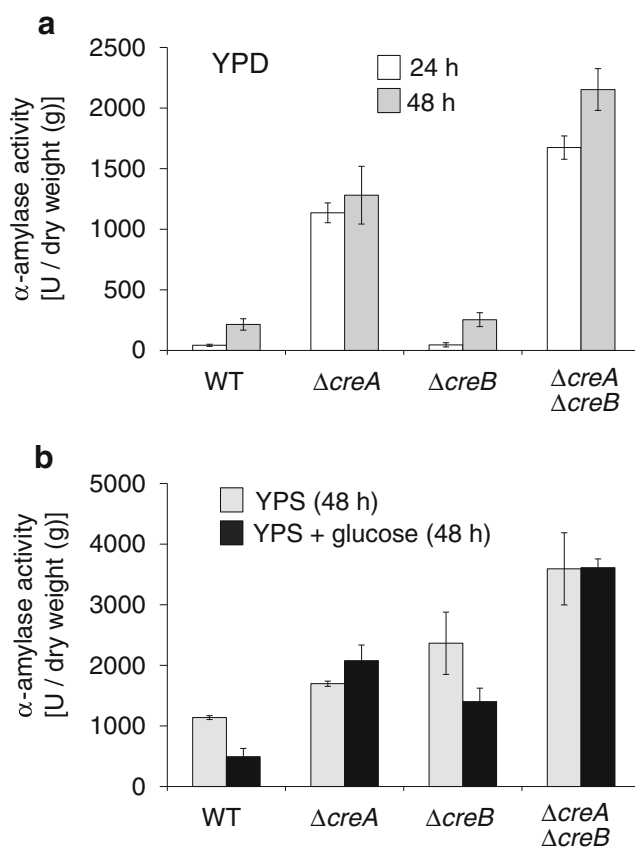 a
YPD
24 h
48 h
α-amylase activity
[U / dry weight (g)]
2500
2000
1500
1000
500
0
WT
ΔcreA
ΔcreB
ΔcreA
ΔcreB
b
YPS (48 h)
YPS + glucose (48 h)
α-amylase activity
[U / dry weight (g)]
5000
4000
3000
2000
1000
0
WT
ΔcreA
ΔcreB
ΔcreA
ΔcreB